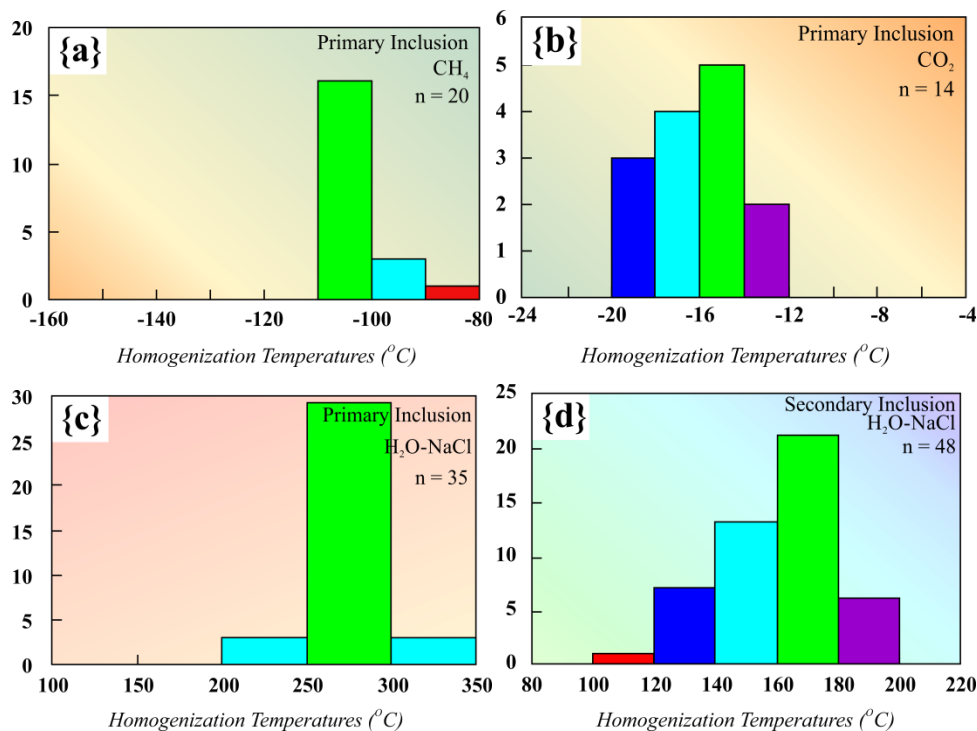 {a}
Primary Inclusion
CH₄
n = 20
20
15
10
5
0
-160
-140
-120
-100
-80
Homogenization Temperatures (°C)
{b}
Primary Inclusion
CO₂
n = 14
6
5
4
3
2
1
0
-24
-20
-16
-12
-8
-4
Homogenization Temperatures (°C)
{c}
Primary Inclusion
H₂O-NaCl
n = 35
30
25
20
15
10
5
0
100
150
200
250
300
350
Homogenization Temperatures (°C)
{d}
Secondary Inclusion
H₂O-NaCl
n = 48
25
20
15
10
5
0
80
100
120
140
160
180
200
220
Homogenization Temperatures (°C)